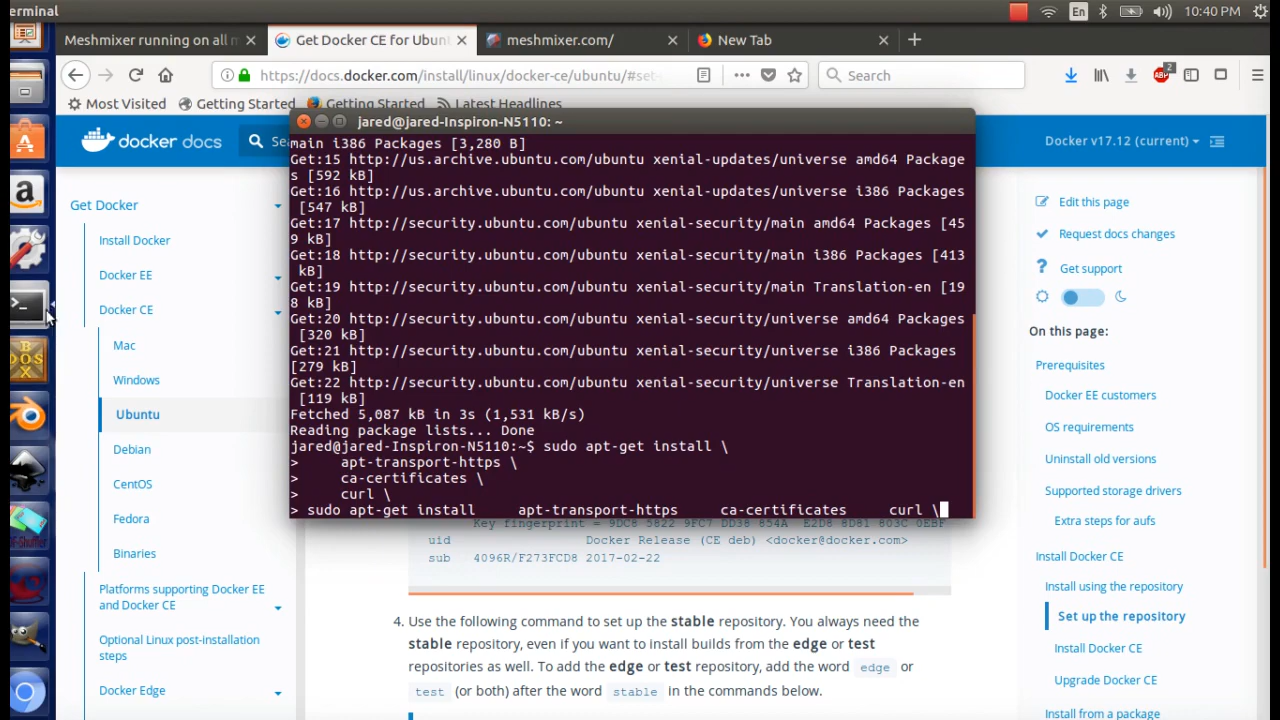 erminal
En
10:40 PM
Meshmixer running on all m
Get Docker CE for Ubun
meshmixer.com/
New Tab
https://docs.docker.com/install/linux/docker-ce/ubuntu/#set-
Search
ABP
2
Most Visited
Getting Started
Getting Started
Latest Headlines
docker docs
Sea
Docker v17.12 (current)
jared@jared-Inspiron-N5110: ~
main i386 Packages [3,280 B]
Get:15 http://us.archive.ubuntu.com/ubuntu xenial-updates/universe amd64 Package
s [592 kB]
Get:16 http://us.archive.ubuntu.com/ubuntu xenial-updates/universe i386 Packages
 [547 kB]
Get:17 http://security.ubuntu.com/ubuntu xenial-security/main amd64 Packages [45
9 kB]
Get:18 http://security.ubuntu.com/ubuntu xenial-security/main i386 Packages [413
 kB]
Get:19 http://security.ubuntu.com/ubuntu xenial-security/main Translation-en [19
8 kB]
Get:20 http://security.ubuntu.com/ubuntu xenial-security/universe amd64 Packages
 [320 kB]
Get:21 http://security.ubuntu.com/ubuntu xenial-security/universe i386 Packages
[279 kB]
Get:22 http://security.ubuntu.com/ubuntu xenial-security/universe Translation-en
 [119 kB]
Fetched 5,087 kB in 3s (1,531 kB/s)
Reading package lists... Done
jared@jared-Inspiron-N5110:~$ sudo apt-get install \
>     apt-transport-https \
>     ca-certificates \
>     curl \
> sudo apt-get install     apt-transport-https     ca-certificates     curl \
Get Docker
Install Docker
Docker EE
Docker CE
Mac
Windows
Ubuntu
Debian
CentOS
Fedora
Binaries
Platforms supporting Docker EE
and Docker CE
Optional Linux post-installation
steps
Docker Edge
Key fingerprint = 9DC8 5822 9FC7 DD38 854A  E2D8 8D81 803C 0EBF
uid Docker Release (CE deb) <docker@docker.com>
sub 4096R/F273FCD8 2017-02-22
4. Use the following command to set up the stable repository. You always need the
stable repository, even if you want to install builds from the edge or test
repositories as well. To add the edge or test repository, add the word edge or
test (or both) after the word stable in the commands below.
Edit this page
Request docs changes
Get support
On this page:
Prerequisites
Docker EE customers
OS requirements
Uninstall old versions
Supported storage drivers
Extra steps for aufs
Install Docker CE
Install using the repository
Set up the repository
Install Docker CE
Upgrade Docker CE
Install from a package
>_
B
DOS
X